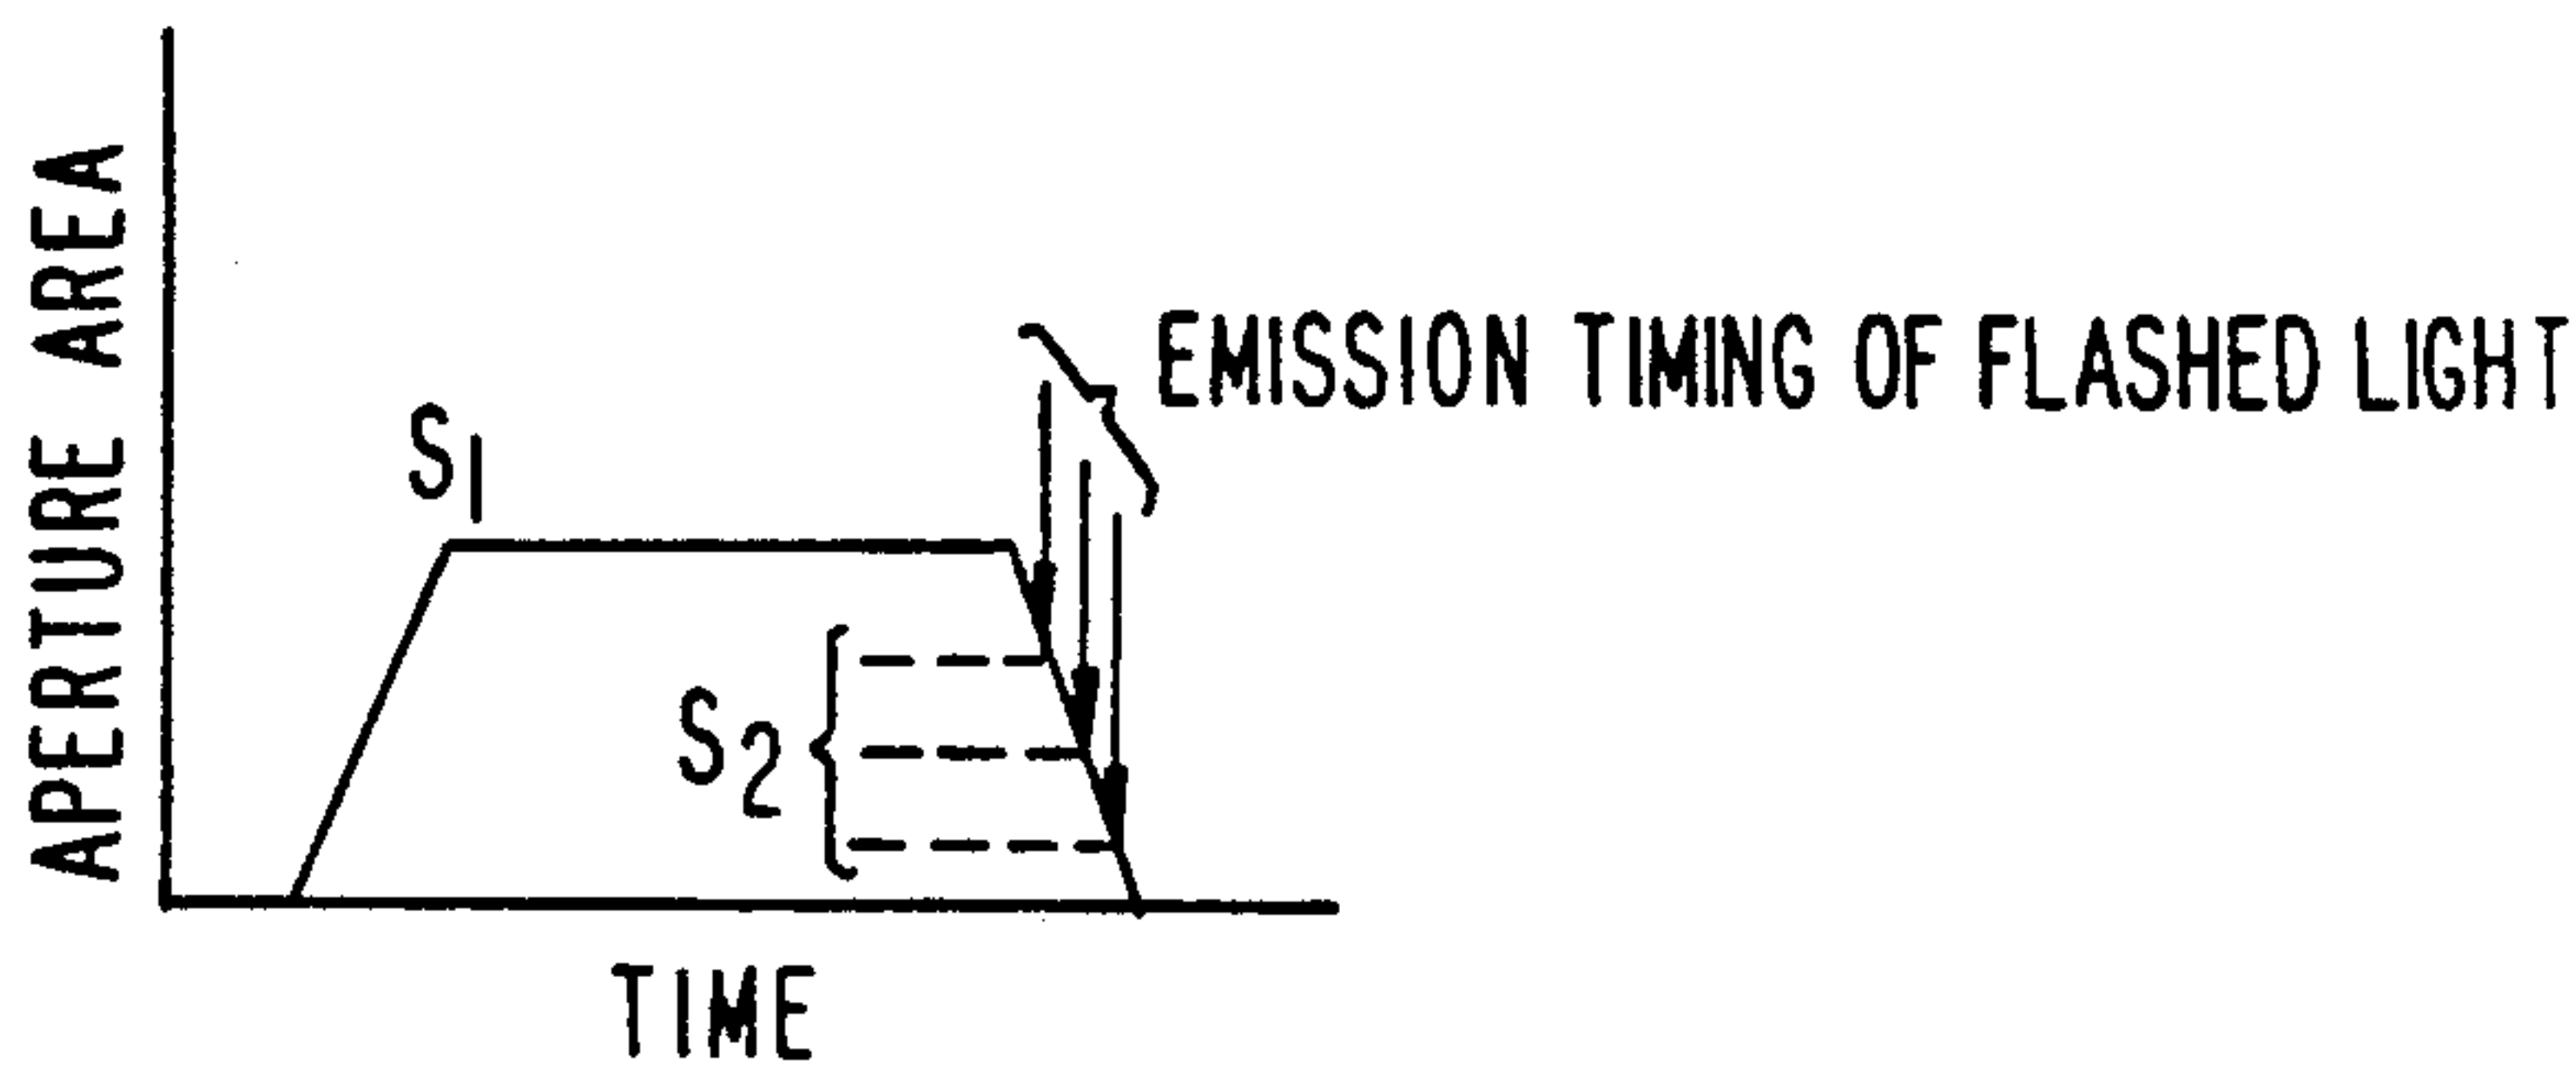 APERTURE AREA
S1
EMISSION TIMING OF FLASHED LIGHT
S2
TIME